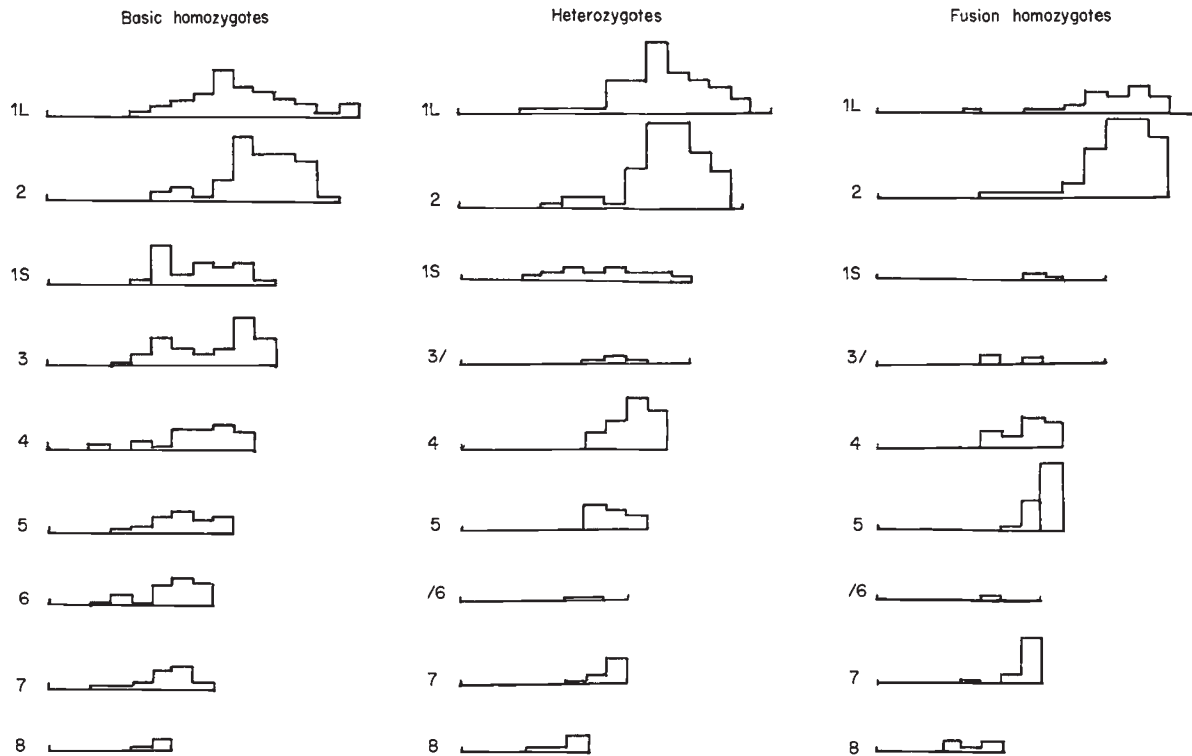 Basic homozygotes Heterozygotes Fusion homozygotes
1L 1L 1L
2 2 2
1S 1S 1S
3 3/ 3/
4 4 4
5 5 5
6 /6 /6
7 7 7
8 8 8